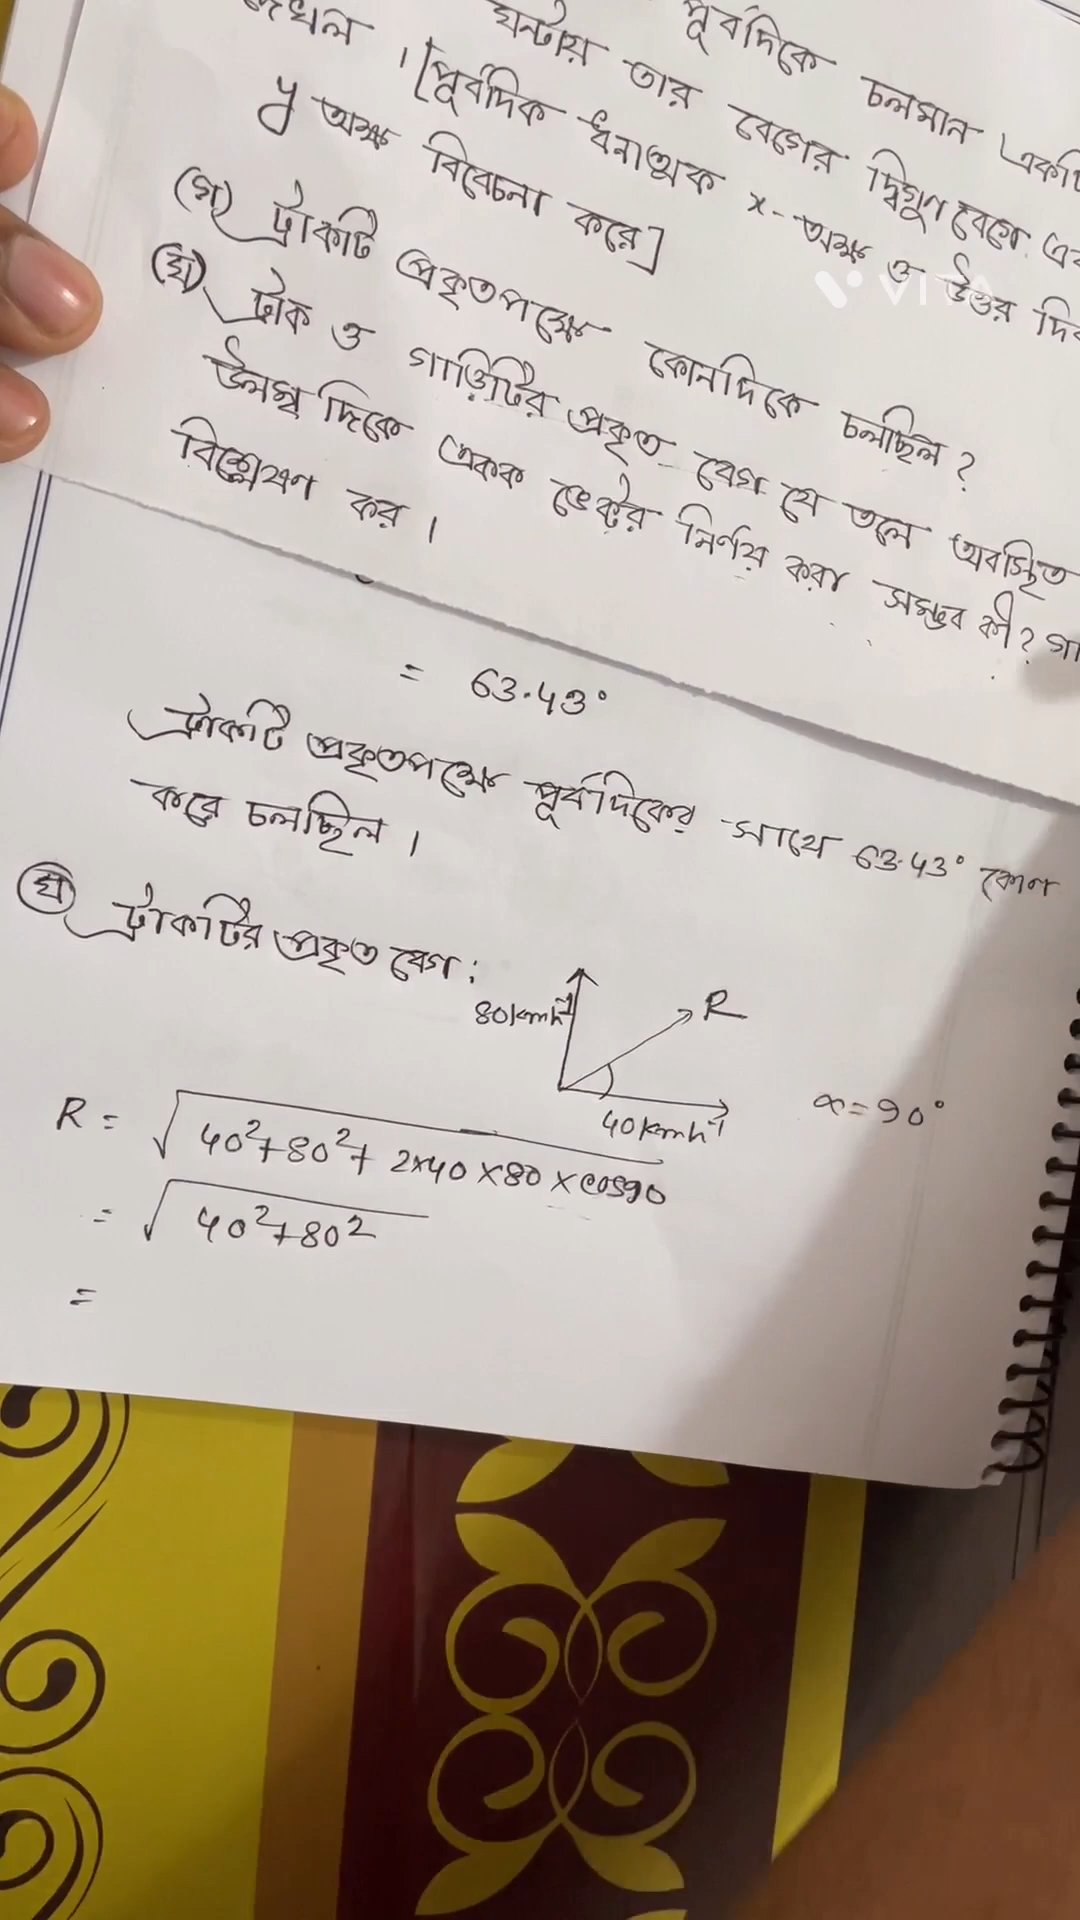 পূর্বদিকে চলমান একটি
দেখল ঘন্টায় তার বেগের দ্বিগুণ বেগে
। [পূর্বদিক ধনাত্মক x-অক্ষ ও উত্তর দিক
y অক্ষ বিবেচনা করে]
(গ) ট্রাকটি প্রকৃতপক্ষে কোনদিকে চলছিল?
(ঘ) ট্রাক ও গাড়িটির প্রকৃত বেগ যে তলে অবস্থিত
উলম্ব দিকে একক ভেক্টর নির্ণয় করা সম্ভব কী?
বিশ্লেষণ কর।
VITA
= 63.43°
ট্রাকটি প্রকৃতপক্ষে পূর্বদিকের সাথে 63.43° কোণ
করে চলছিল।
(ঘ) ট্রাকটির প্রকৃত বেগ:
80kmh⁻¹
R
40kmh⁻¹
α=90°
R = √40²+80²+2×40×80×cos90
= √40²+80²
=